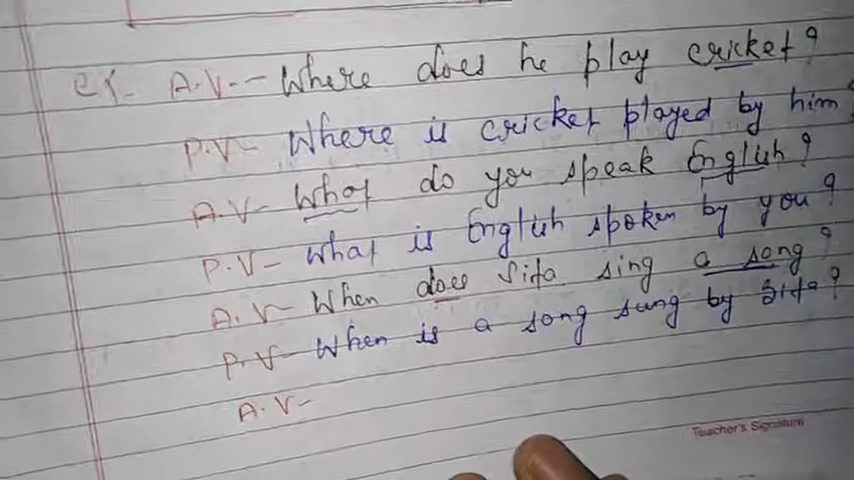 ex. A.V.- Where does he play cricket?
P.V- Where is cricket played by him?
A.V- What do you speak English?
P.V- What is English spoken by you?
A.V- When does Sita sing a song?
P.V- When is a song sung by Sita?
A.V-
Teacher's Signature